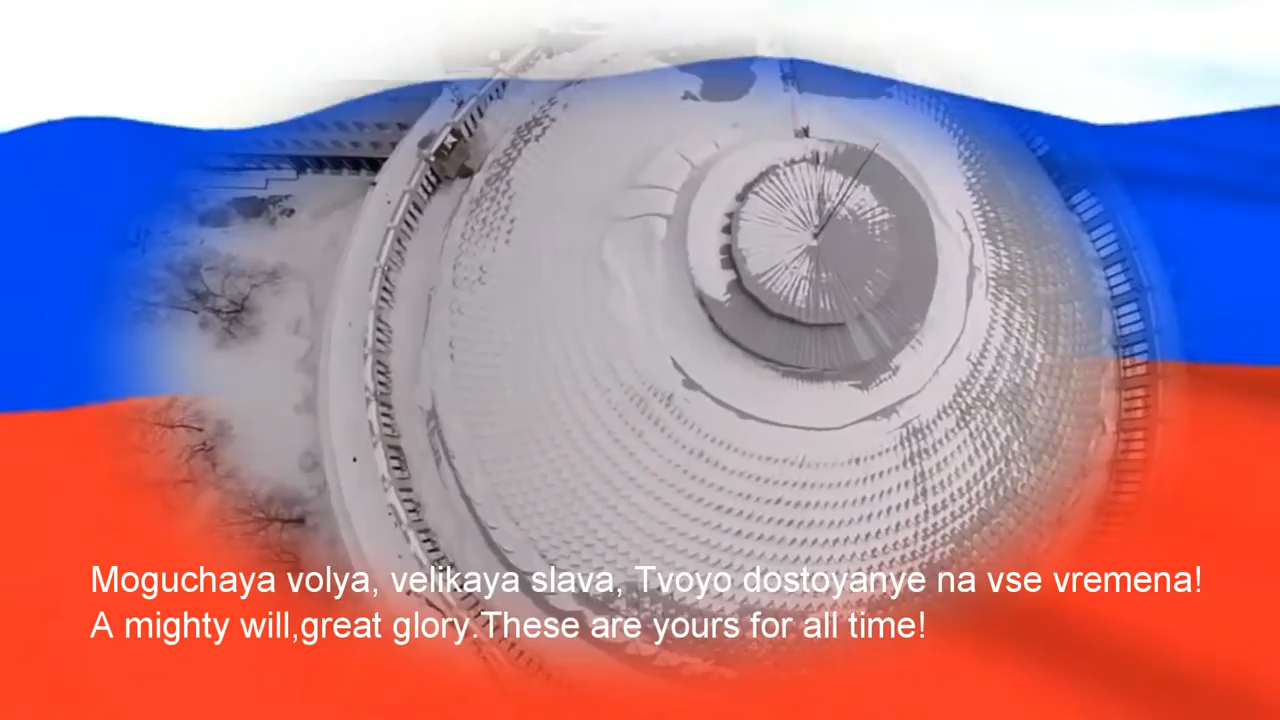 Moguchaya volya, velikaya slava, Tvoyo dostoyanye na vse vremena!
A mighty will,great glory.These are yours for all time!